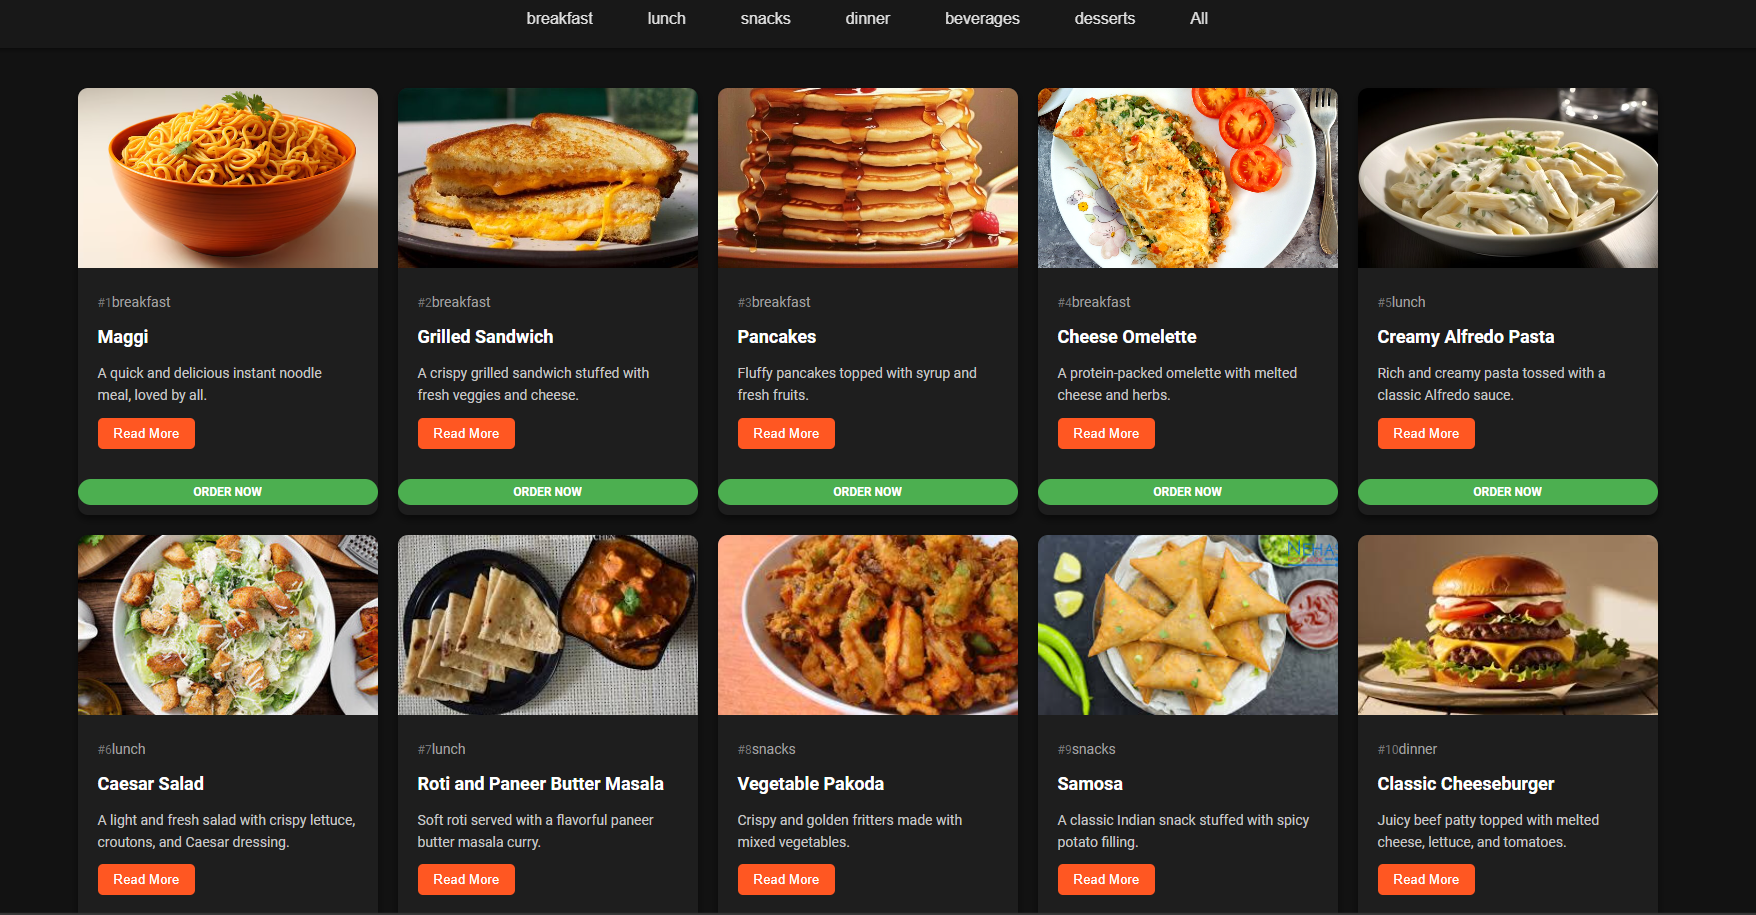 breakfast lunch snacks dinner beverages desserts All
#1breakfast
Maggi
A quick and delicious instant noodle
meal, loved by all.
Read More
ORDER NOW
#2breakfast
Grilled Sandwich
A crispy grilled sandwich stuffed with
fresh veggies and cheese.
Read More
ORDER NOW
#3breakfast
Pancakes
Fluffy pancakes topped with syrup and
fresh fruits.
Read More
ORDER NOW
#4breakfast
Cheese Omelette
A protein-packed omelette with melted
cheese and herbs.
Read More
ORDER NOW
#5lunch
Creamy Alfredo Pasta
Rich and creamy pasta tossed with a
classic Alfredo sauce.
Read More
ORDER NOW
#6lunch
Caesar Salad
A light and fresh salad with crispy lettuce,
croutons, and Caesar dressing.
Read More
#7lunch
Roti and Paneer Butter Masala
Soft roti served with a flavorful paneer
butter masala curry.
Read More
#8snacks
Vegetable Pakoda
Crispy and golden fritters made with
mixed vegetables.
Read More
NEHAS
#9snacks
Samosa
A classic Indian snack stuffed with spicy
potato filling.
Read More
#10dinner
Classic Cheeseburger
Juicy beef patty topped with melted
cheese, lettuce, and tomatoes.
Read More